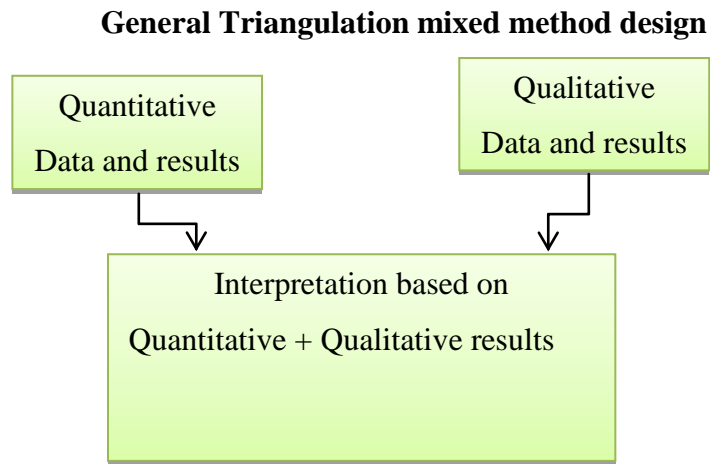 General Triangulation mixed method design
Quantitative
Data and results
Qualitative
Data and results
Interpretation based on
Quantitative + Qualitative results